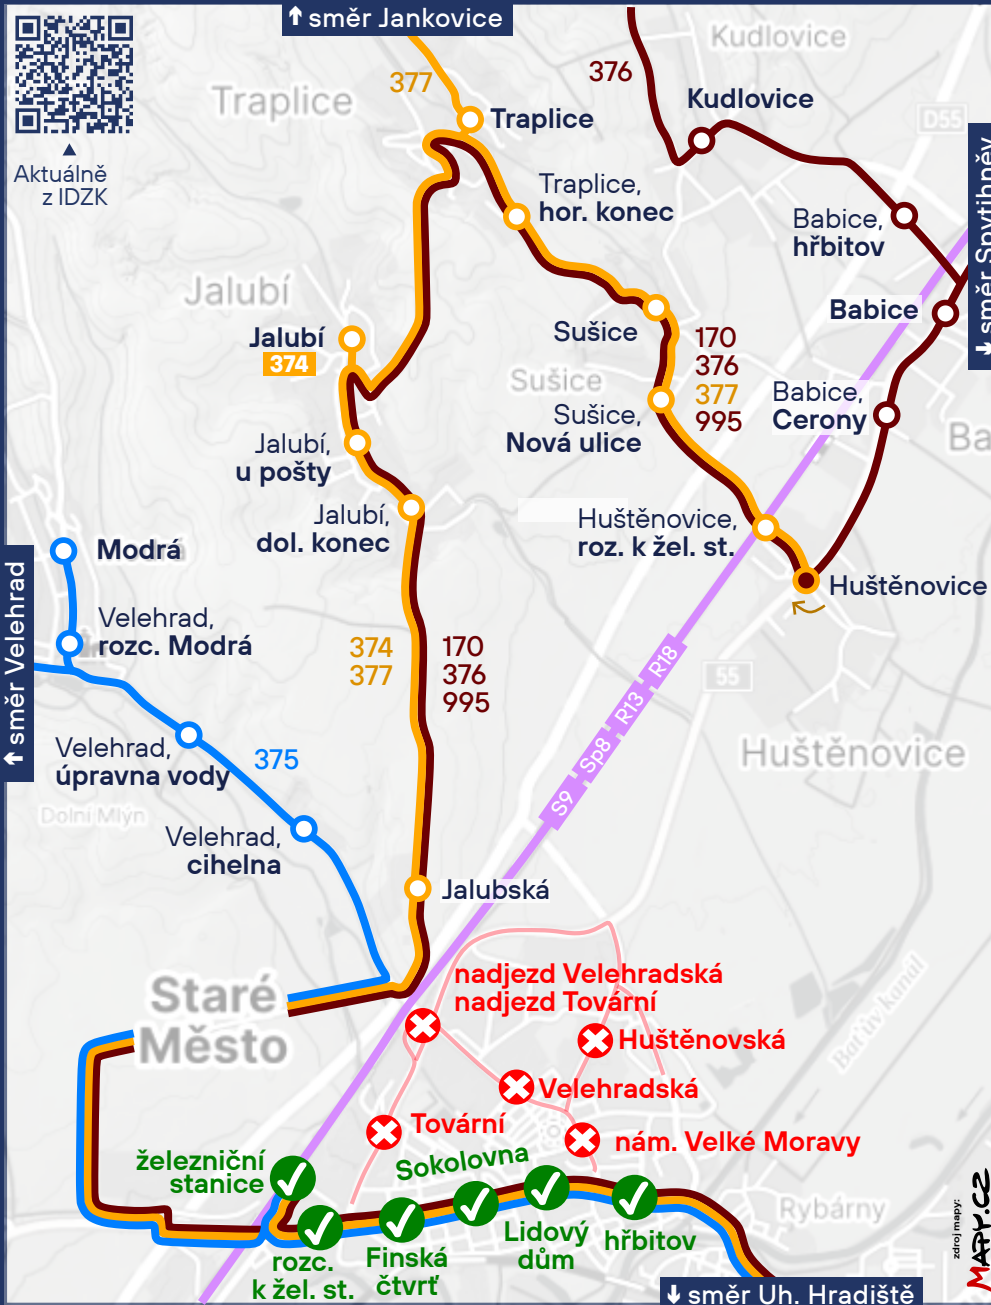 ↑ směr Jankovice
Kudlovice
376
377
Traplice
Kudlovice
D55
Traplice
Aktuálně
z IDZK
Traplice,
hor. konec
Babice,
hřbitov
↓ směr Spytihněv
Jalubí
Babice
Jalubí
374
Sušice
170
376
377
995
Sušice
Babice,
Cerony
Sušice,
Nová ulice
Ba
Jalubí,
u pošty
Jalubí,
dol. konec
Huštěnovice,
roz. k žel. st.
Modrá
Huštěnovice
↑ směr Velehrad
Velehrad,
rozc. Modrá
374
377
170
376
995
R18
R13
Sp8
S9
55
Velehrad,
úpravna vody
375
Huštěnovice
Dolní Mlýn
Velehrad,
cihelna
Jalubská
Staré
Město
nadjezd Velehradská
nadjezd Tovární
Baťův kanál
Huštěnovská
Velehradská
Tovární
nám. Velké Moravy
železniční
stanice
Sokolovna
Rybárny
Lidový
dům
hřbitov
Finská
čtvrť
rozc.
k žel. st.
zdroj mapy:
MAPY.CZ
↓ směr Uh. Hradiště